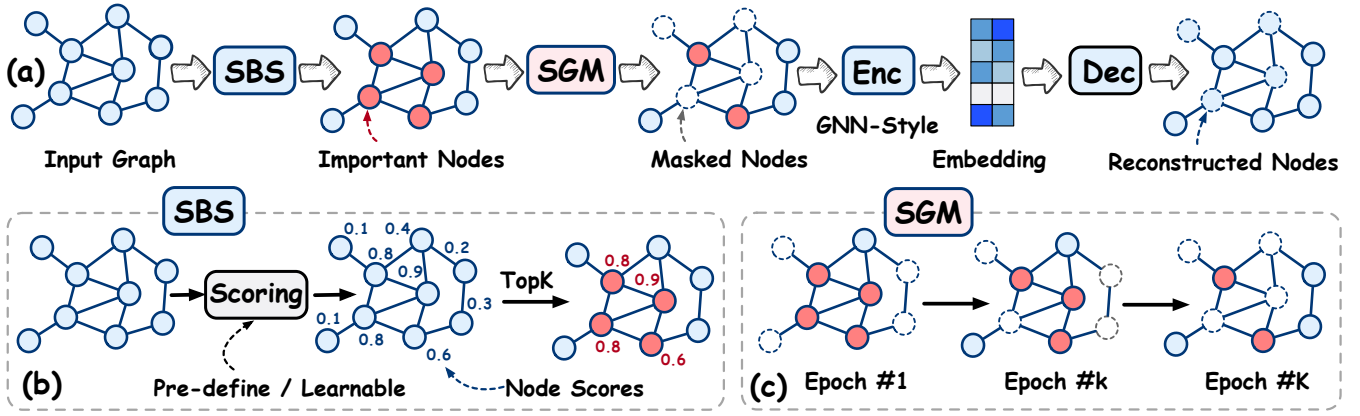 (a)
SBS
SGM
Enc
Dec
GNN-Style
Input Graph
Important Nodes
Masked Nodes
Embedding
Reconstructed Nodes
SBS
Scoring
0.1
0.4
0.8
0.2
0.9
0.3
0.1
0.8
0.6
TopK
0.8
0.9
0.8
0.6
(b)
Pre-define / Learnable
Node Scores
SGM
(c)
Epoch #1
Epoch #k
Epoch #K